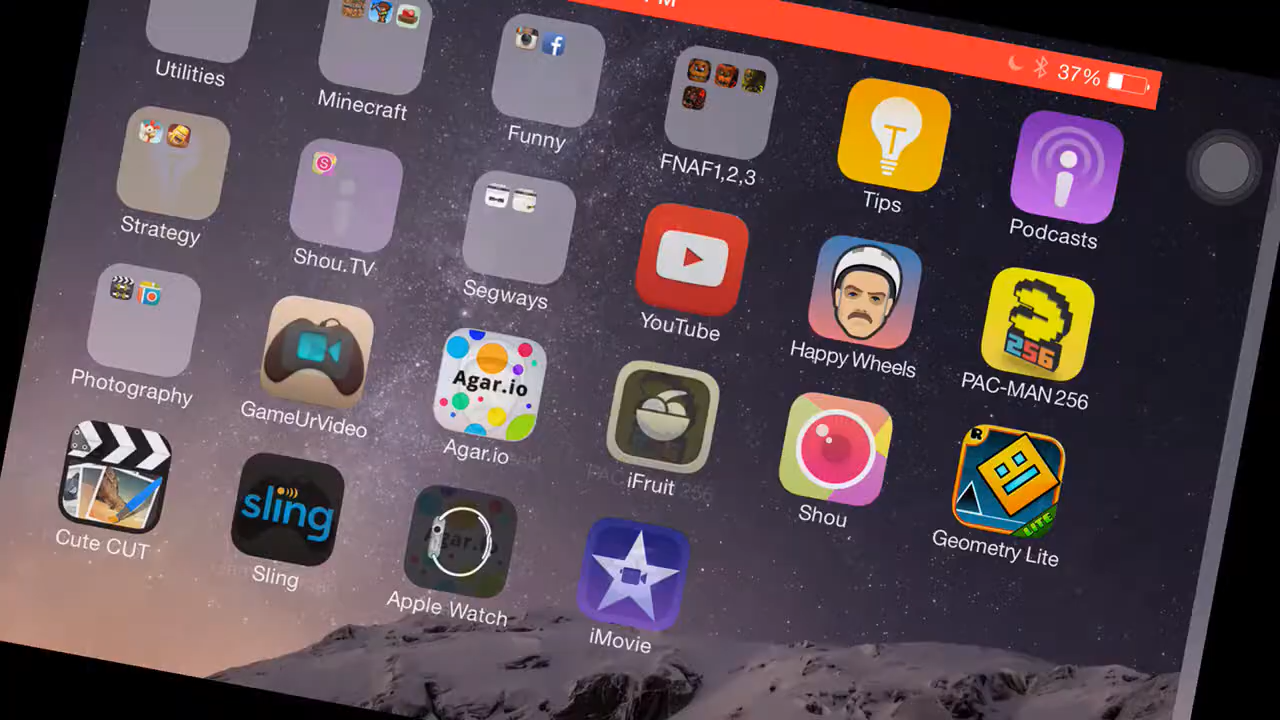 37%
Utilities
Minecraft
Funny
FNAF1,2,3
T
Tips
Podcasts
Strategy
S
Shou.TV
Segways
YouTube
Happy Wheels
256
PAC-MAN 256
Photography
GameUrVideo
Agar.io
Agar.io
iFruit
Shou
R
LITE
Geometry Lite
Cute CUT
sling
Sling
Agar.io
Apple Watch
iMovie